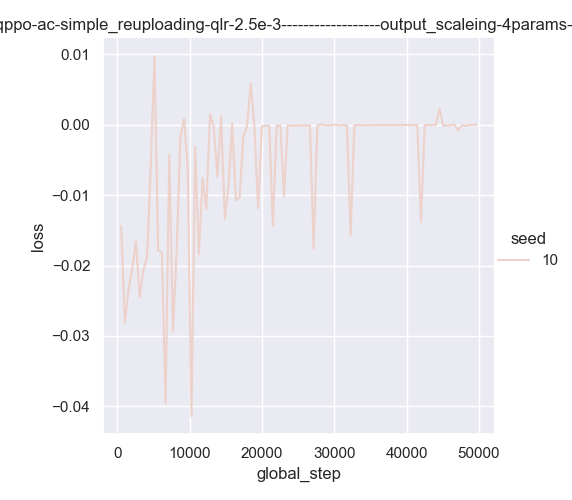 qppo-ac-simple_reuploading-qlr-2.5e-3------------------output_scaleing-4params-
0.01
0.00
−0.01
−0.02
−0.03
−0.04
loss
0 10000 20000 30000 40000 50000
global_step
seed
10